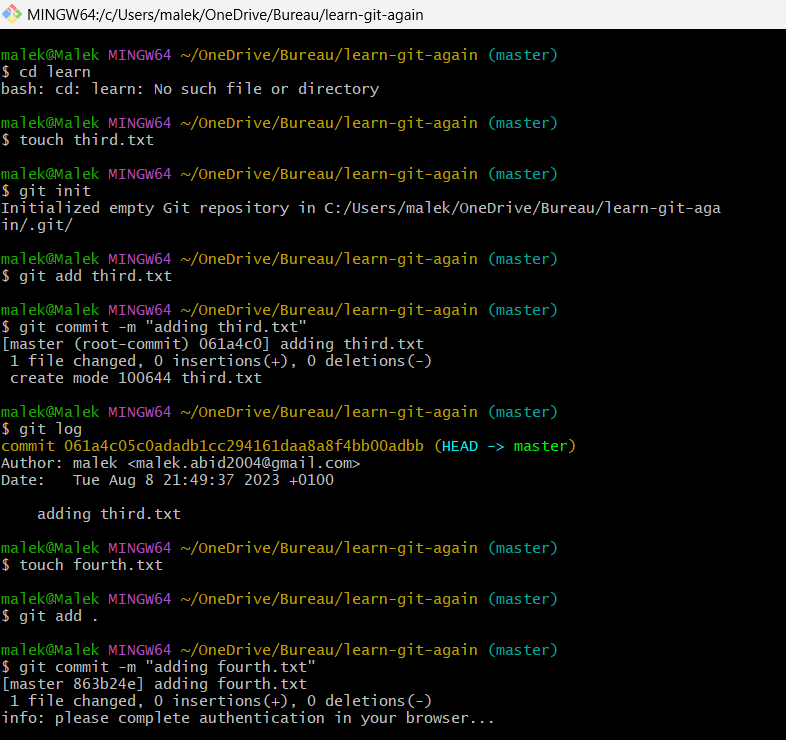 MINGW64:/c/Users/malek/OneDrive/Bureau/learn-git-again
malek@Malek MINGW64 ~/OneDrive/Bureau/learn-git-again (master)
$ cd learn
bash: cd: learn: No such file or directory
malek@Malek MINGW64 ~/OneDrive/Bureau/learn-git-again (master)
$ touch third.txt
malek@Malek MINGW64 ~/OneDrive/Bureau/learn-git-again (master)
$ git init
Initialized empty Git repository in C:/Users/malek/OneDrive/Bureau/learn-git-aga
in/.git/
malek@Malek MINGW64 ~/OneDrive/Bureau/learn-git-again (master)
$ git add third.txt
malek@Malek MINGW64 ~/OneDrive/Bureau/learn-git-again (master)
$ git commit -m "adding third.txt"
[master (root-commit) 061a4c0] adding third.txt
 1 file changed, 0 insertions(+), 0 deletions(-)
 create mode 100644 third.txt
malek@Malek MINGW64 ~/OneDrive/Bureau/learn-git-again (master)
$ git log
commit 061a4c05c0adadb1cc294161daa8a8f4bb00adbb (HEAD -> master)
Author: malek <malek.abid2004@gmail.com>
Date:   Tue Aug 8 21:49:37 2023 +0100
    adding third.txt
malek@Malek MINGW64 ~/OneDrive/Bureau/learn-git-again (master)
$ touch fourth.txt
malek@Malek MINGW64 ~/OneDrive/Bureau/learn-git-again (master)
$ git add .
malek@Malek MINGW64 ~/OneDrive/Bureau/learn-git-again (master)
$ git commit -m "adding fourth.txt"
[master 863b24e] adding fourth.txt
 1 file changed, 0 insertions(+), 0 deletions(-)
info: please complete authentication in your browser...